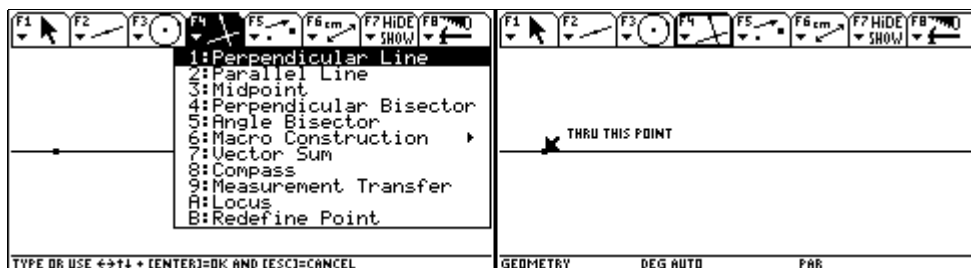 F1 F2 F3 F4 F5 F6 cm F7 HiDE SHOW F8
1:Perpendicular Line
2:Parallel Line
3:Midpoint
4:Perpendicular Bisector
5:Angle Bisector
6:Macro Construction
7:Vector Sum
8:Compass
9:Measurement Transfer
A:Locus
B:Redefine Point
TYPE OR USE ←→↑↓ + [ENTER]=OK AND [ESC]=CANCEL
F1 F2 F3 F4 F5 F6 cm F7 HiDE SHOW F8
THRU THIS POINT
GEOMETRY DEG AUTO PAR